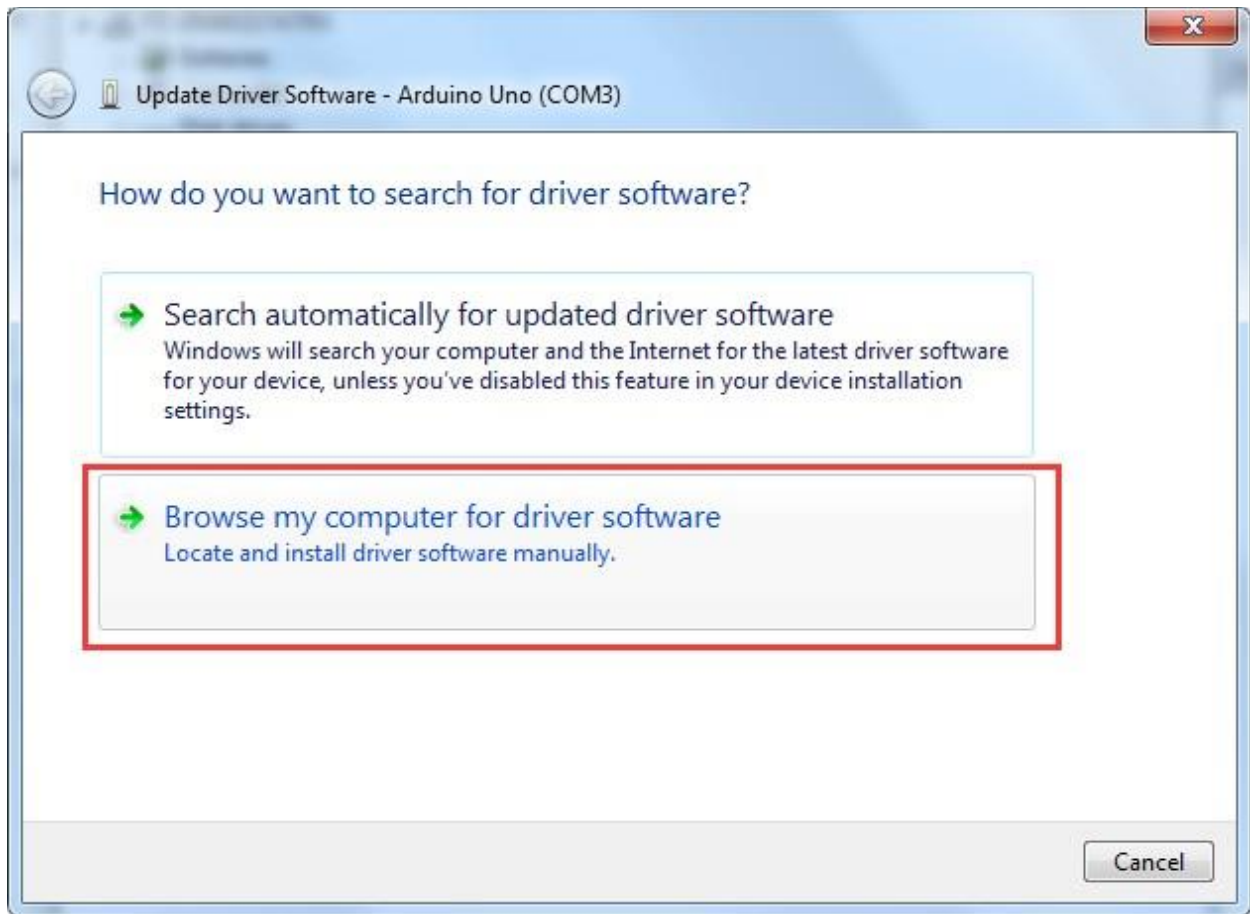 Update Driver Software - Arduino Uno (COM3)
How do you want to search for driver software?
Search automatically for updated driver software
Windows will search your computer and the Internet for the latest driver software
for your device, unless you've disabled this feature in your device installation
settings.
Browse my computer for driver software
Locate and install driver software manually.
Cancel